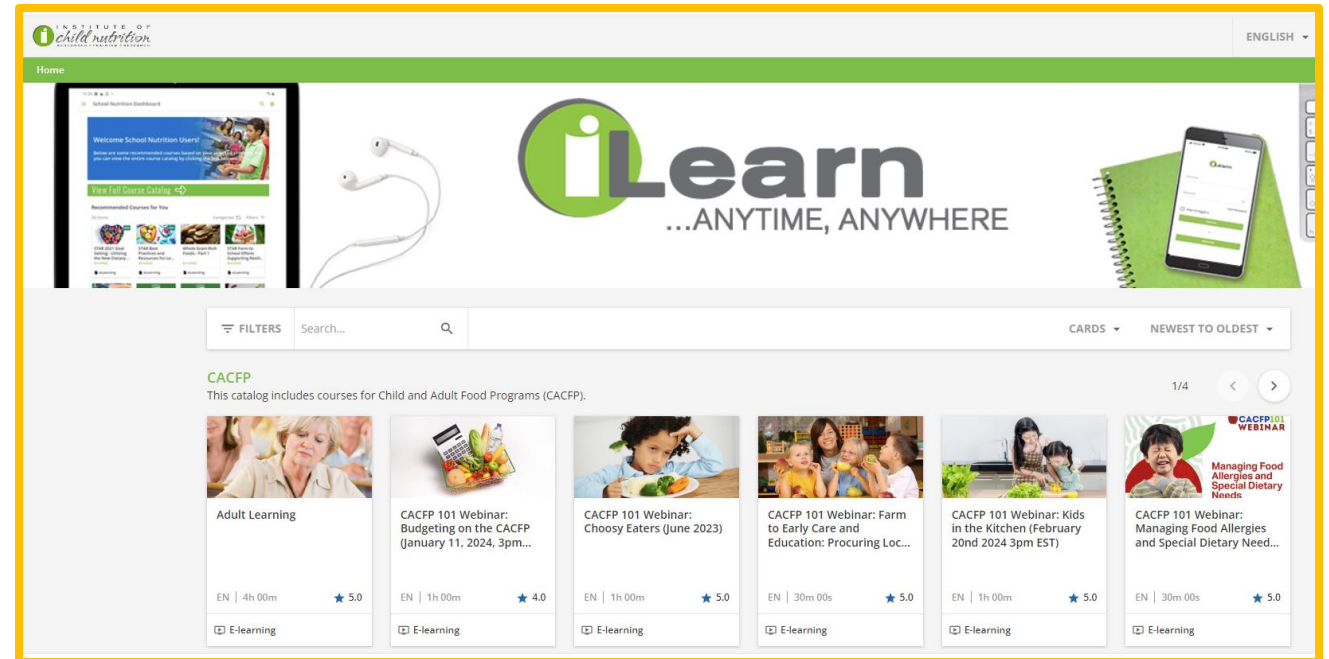 INSTITUTE OF
child nutrition
RESOURCES • TRAINING • RESEARCH
ENGLISH
Home
School Nutrition Dashboard
Welcome School Nutrition Users!
View Full Course Catalog
Recommended Courses for You
iLearn
...ANYTIME, ANYWHERE
FILTERS
Search...
CARDS
NEWEST TO OLDEST
CACFP
This catalog includes courses for Child and Adult Food Programs (CACFP).
1/4
Adult Learning
EN | 4h 00m
5.0
E-learning
CACFP 101 Webinar:
Budgeting on the CACFP
(January 11, 2024, 3pm...
EN | 1h 00m
4.0
E-learning
CACFP 101 Webinar:
Choosy Eaters (June 2023)
EN | 1h 00m
5.0
E-learning
CACFP 101 Webinar: Farm
to Early Care and
Education: Procuring Loc...
EN | 30m 00s
5.0
E-learning
CACFP 101 Webinar: Kids
in the Kitchen (February
20nd 2024 3pm EST)
EN | 1h 00m
5.0
E-learning
CACFP101
WEBINAR
Managing Food
Allergies and
Special Dietary
Needs
CACFP 101 Webinar:
Managing Food Allergies
and Special Dietary Need...
EN | 30m 00s
5.0
E-learning